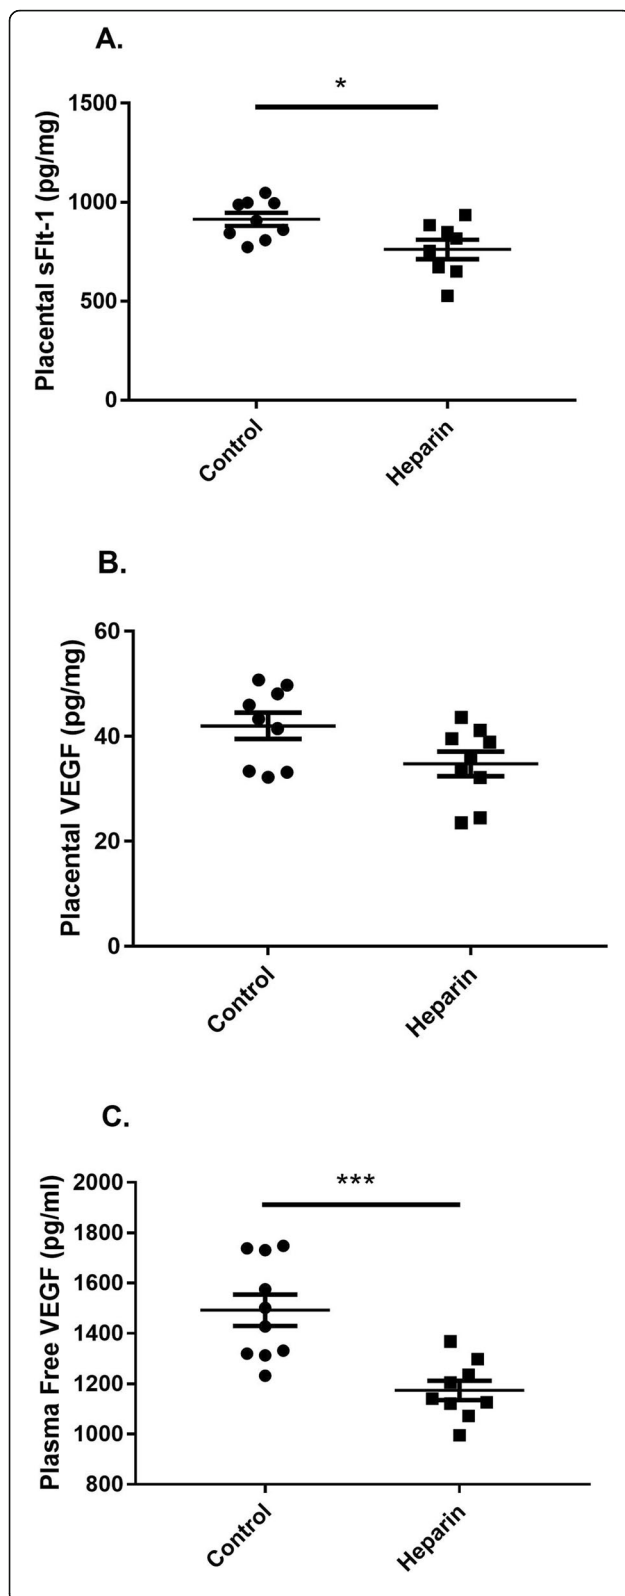 A.
*
Placental sFlt-1 (pg/mg)
1500
1000
500
0
Control
Heparin
B.
Placental VEGF (pg/mg)
60
40
20
0
Control
Heparin
C.
***
Plasma Free VEGF (pg/ml)
2000
1800
1600
1400
1200
1000
800
Control
Heparin